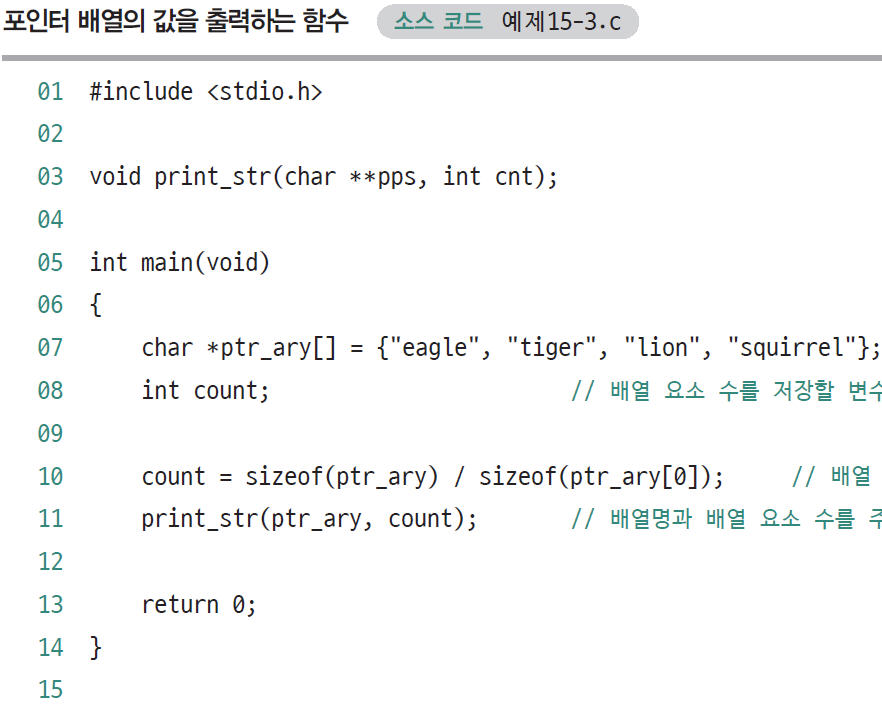 포인터 배열의 값을 출력하는 함수 소스 코드 예제15-3.c
01 #include <stdio.h>
02
03 void print_str(char **pps, int cnt);
04
05 int main(void)
06 {
07 char *ptr_ary[] = {"eagle", "tiger", "lion", "squirrel"};
08 int count; // 배열 요소 수를 저장할 변수
09
10 count = sizeof(ptr_ary) / sizeof(ptr_ary[0]); // 배열
11 print_str(ptr_ary, count); // 배열명과 배열 요소 수를
12
13 return 0;
14 }
15